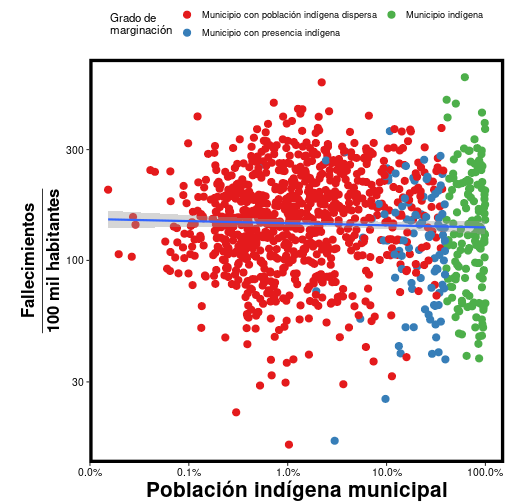 Grado de
marginación
Municipio con población indígena dispersa
Municipio indígena
Municipio con presencia indígena
Fallecimientos
100 mil habitantes
300
100
30
0.0%
0.1%
1.0%
10.0%
100.0%
Población indígena municipal